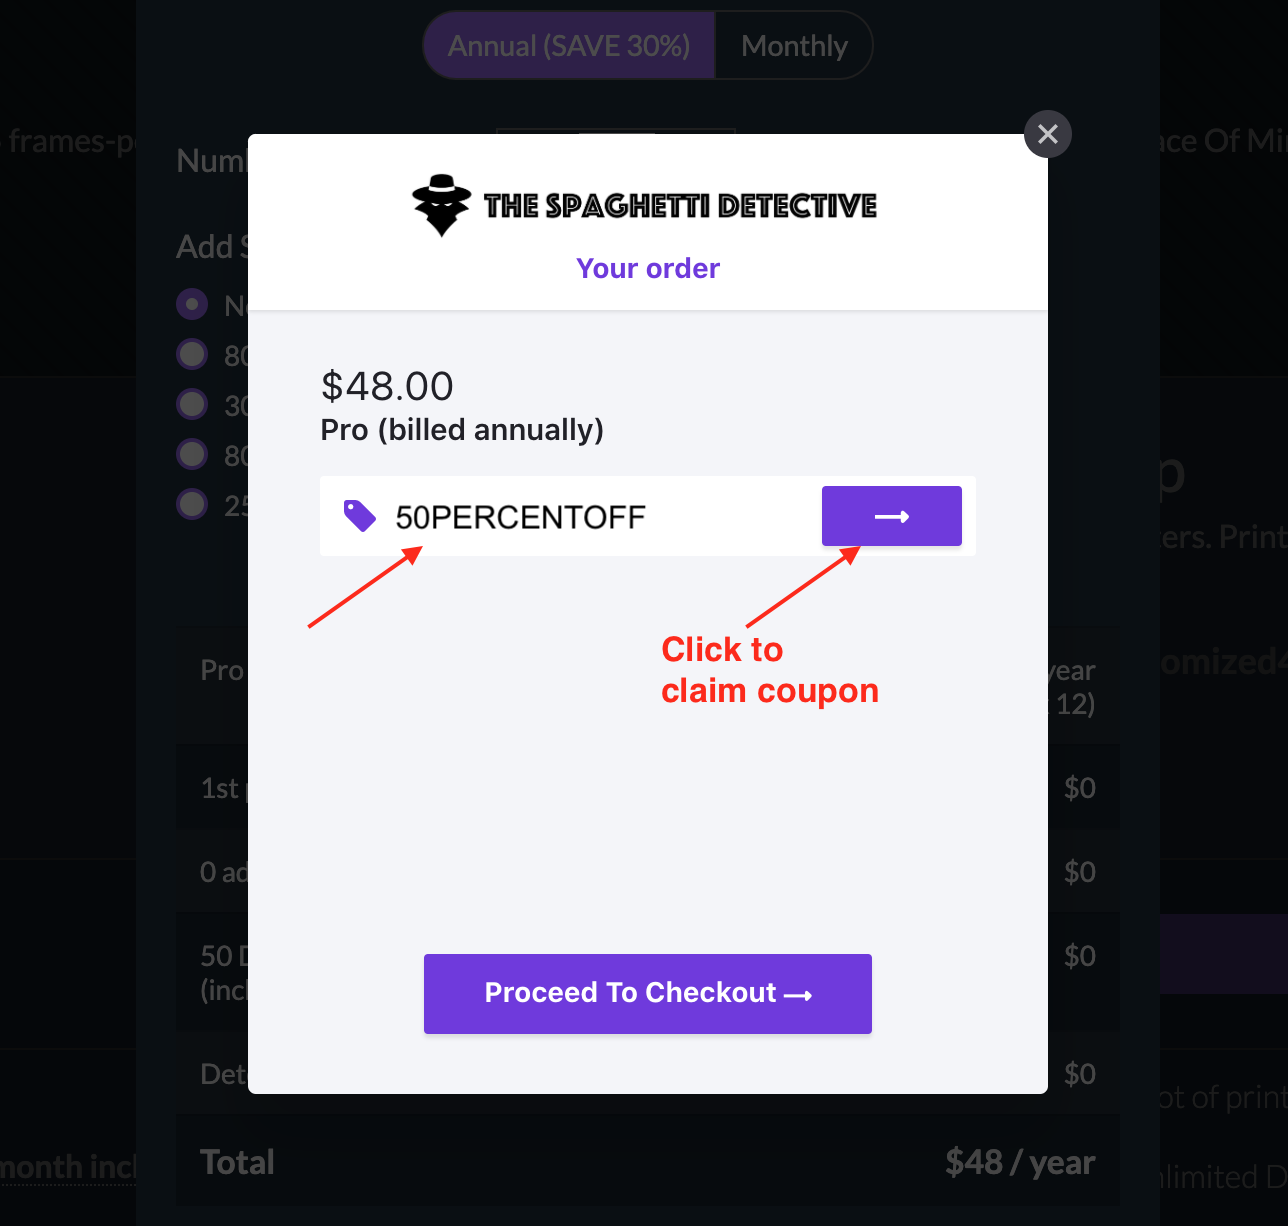 Annual (SAVE 30%)
Monthly
frames-p
ace Of Mi
Num
THE SPAGHETTI DETECTIVE
Add S
Your order
80
30
80
25
$48.00
Pro (billed annually)
50PERCENTOFF
p
ers. Print
Click to
claim coupon
Pro
year
12)
omized4
1st
$0
0 ad
$0
50 D
(incl
$0
Proceed To Checkout
Dete
$0
ot of print
month incl
Total
$48 / year
nlimited D